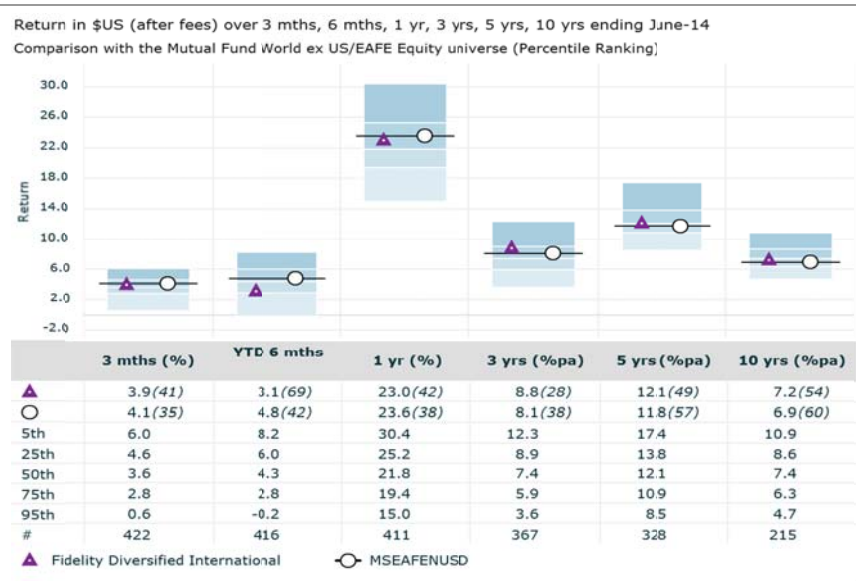 Return in $US (after fees) over 3 mths, 6 mths, 1 yr, 3 yrs, 5 yrs, 10 yrs ending June-14
Comparison with the Mutual Fund World ex US/EAFE Equity universe (Percentile Ranking)
30.0
26.0
22.0
18.0
14.0
10.0
6.0
2.0
-2.0
Return
3 mths (%) YTD 6 mths 1 yr (%) 3 yrs (%pa) 5 yrs (%pa) 10 yrs (%pa)
3.9(41) 3.1(69) 23.0(42) 8.8(28) 12.1(49) 7.2(54)
4.1(35) 4.8(42) 23.6(38) 8.1(38) 11.8(57) 6.9(60)
5th 6.0 8.2 30.4 12.3 17.4 10.9
25th 4.6 6.0 25.2 8.9 13.8 8.6
50th 3.6 4.3 21.8 7.4 12.1 7.4
75th 2.8 2.8 19.4 5.9 10.9 6.3
95th 0.6 -0.2 15.0 3.6 8.5 4.7
# 422 416 411 367 328 215
Fidelity Diversified International MSEAFENUSD